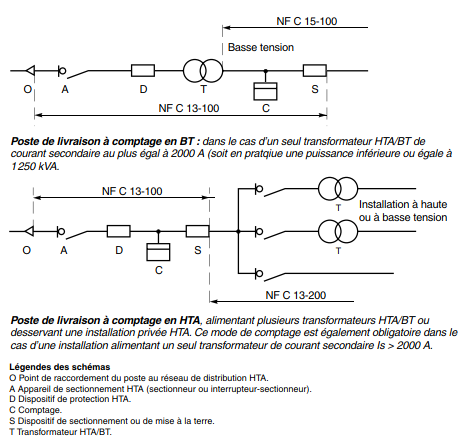 NF C 15-100
Basse tension
O A D T C S
NF C 13-100
Poste de livraison à comptage en BT : dans le cas d'un seul transformateur HTA/BT de
courant secondaire au plus égal à 2000 A (soit en pratqiue une puissance inférieure ou égale à
1250 kVA.
NF C 13-100
T
Installation à haute
ou à basse tension
O A D C S
T
NF C 13-200
Poste de livraison à comptage en HTA, alimentant plusieurs transformateurs HTA/BT ou
desservant une installation privée HTA. Ce mode de comptage est également obligatoire dans le
cas d'une installation alimentant un seul transformateur de courant secondaire Is > 2000 A.
Légendes des schémas
O Point de raccordement du poste au réseau de distribution HTA.
A Appareil de sectionnement HTA (sectionneur ou interrupteur-sectionneur).
D Dispositif de protection HTA.
C Comptage.
S Dispositif de sectionnement ou de mise à la terre.
T Transformateur HTA/BT.